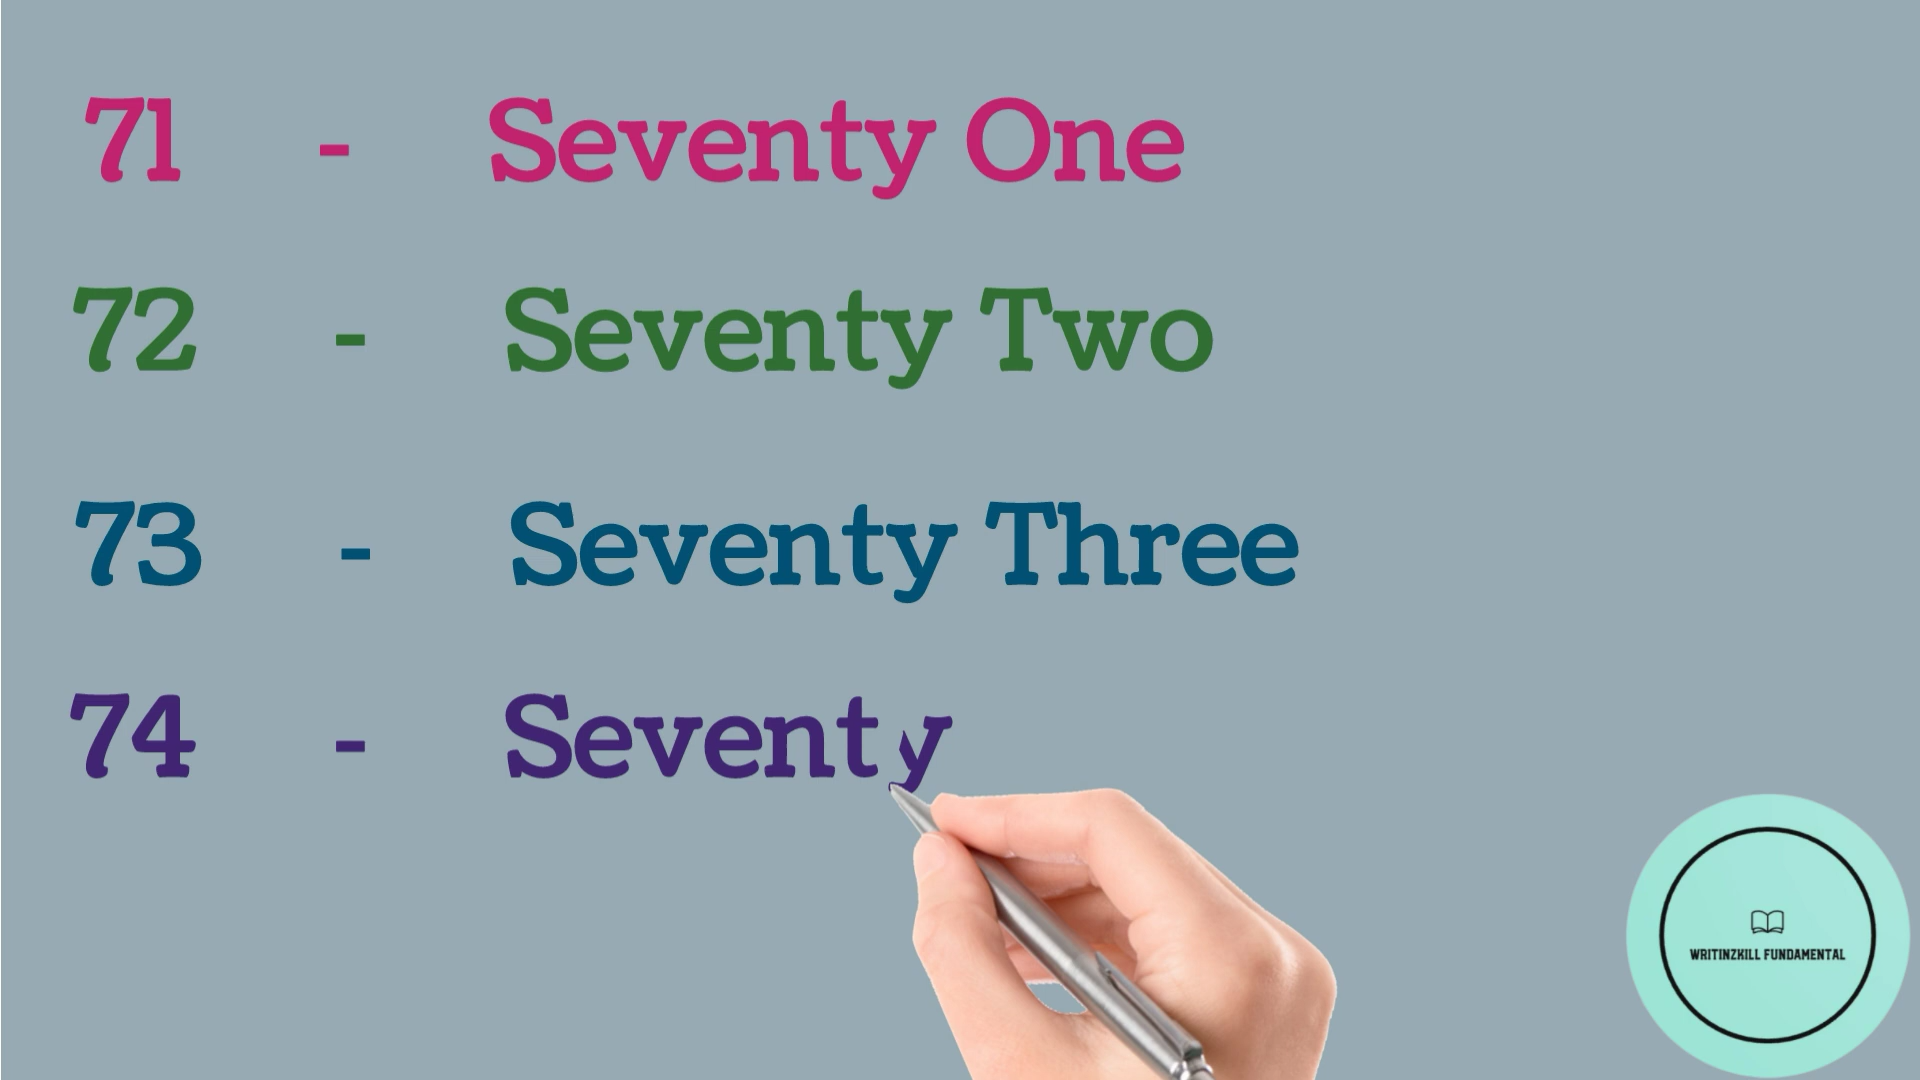 71 - Seventy One
72 - Seventy Two
73 - Seventy Three
74 - Seventy
WRITINZKILL FUNDAMENTAL